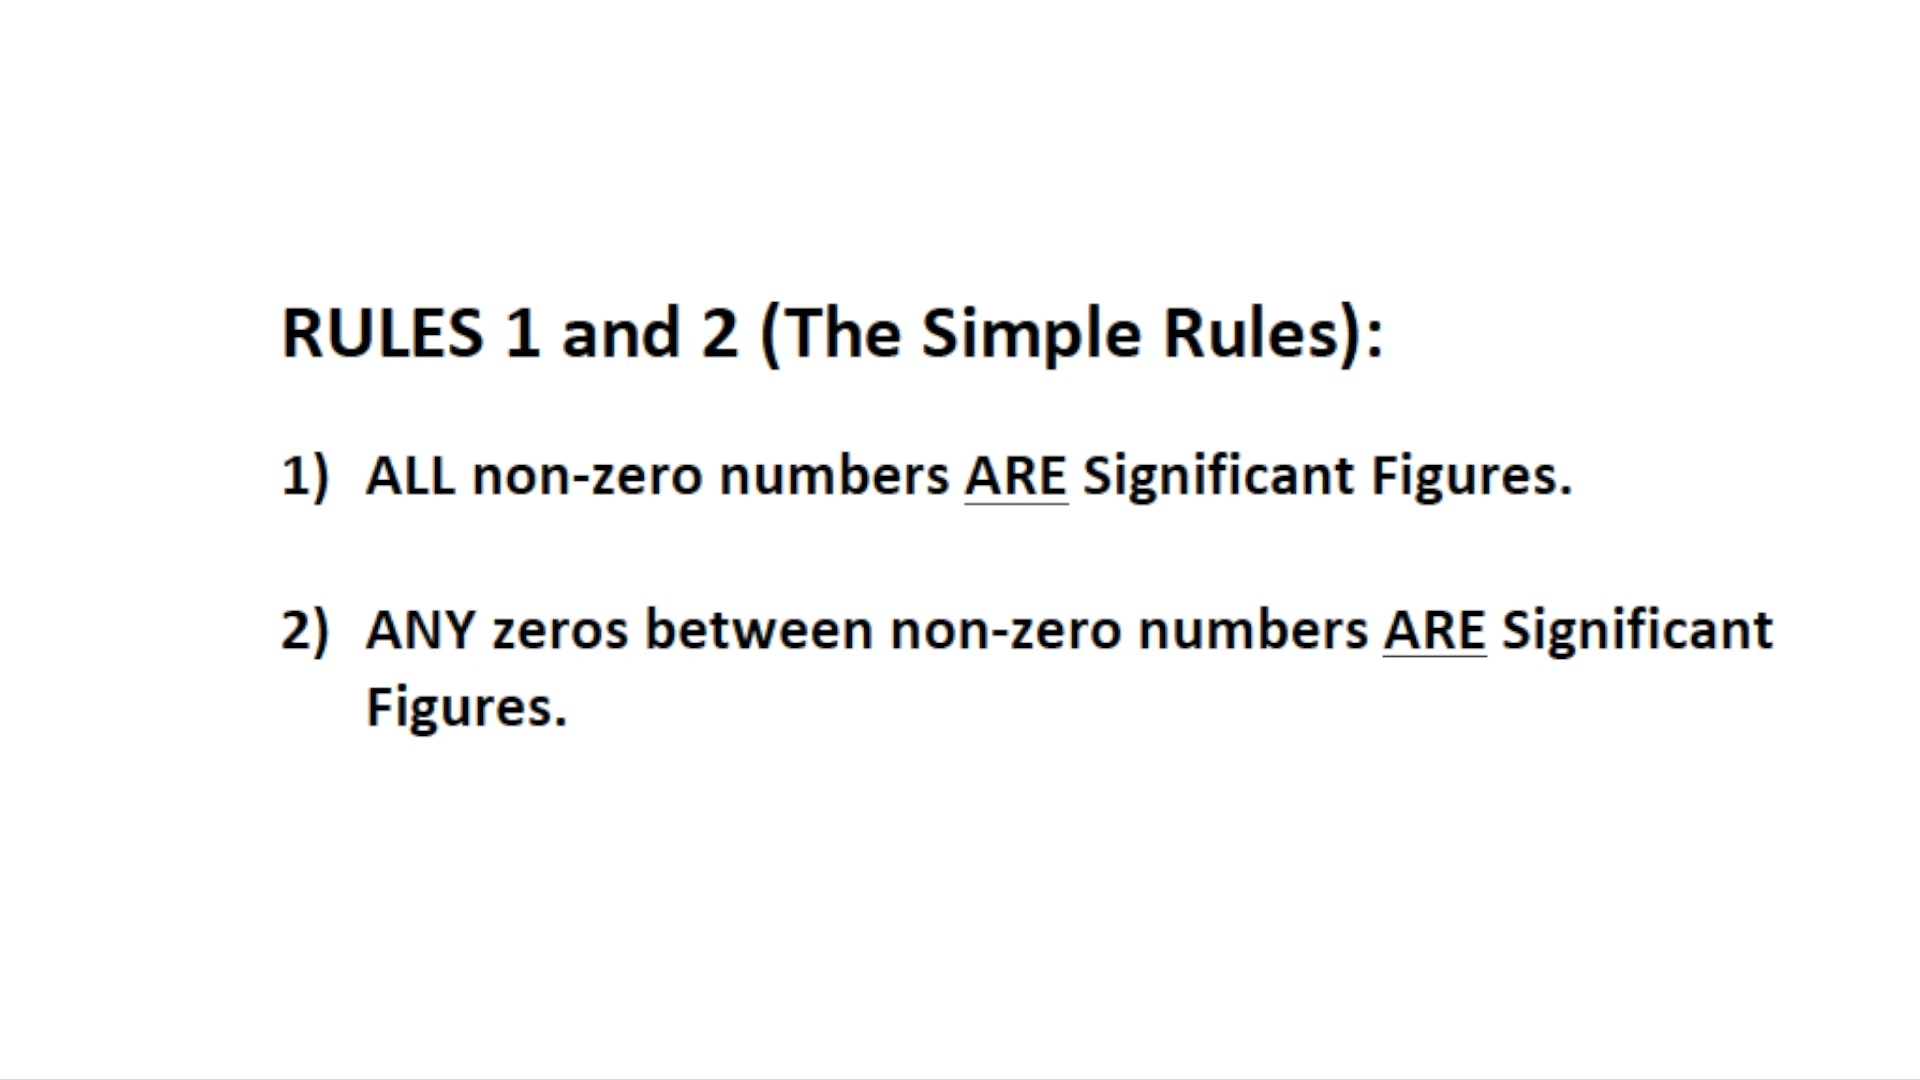 RULES 1 and 2 (The Simple Rules):
1) ALL non-zero numbers ARE Significant Figures.
2) ANY zeros between non-zero numbers ARE Significant
Figures.